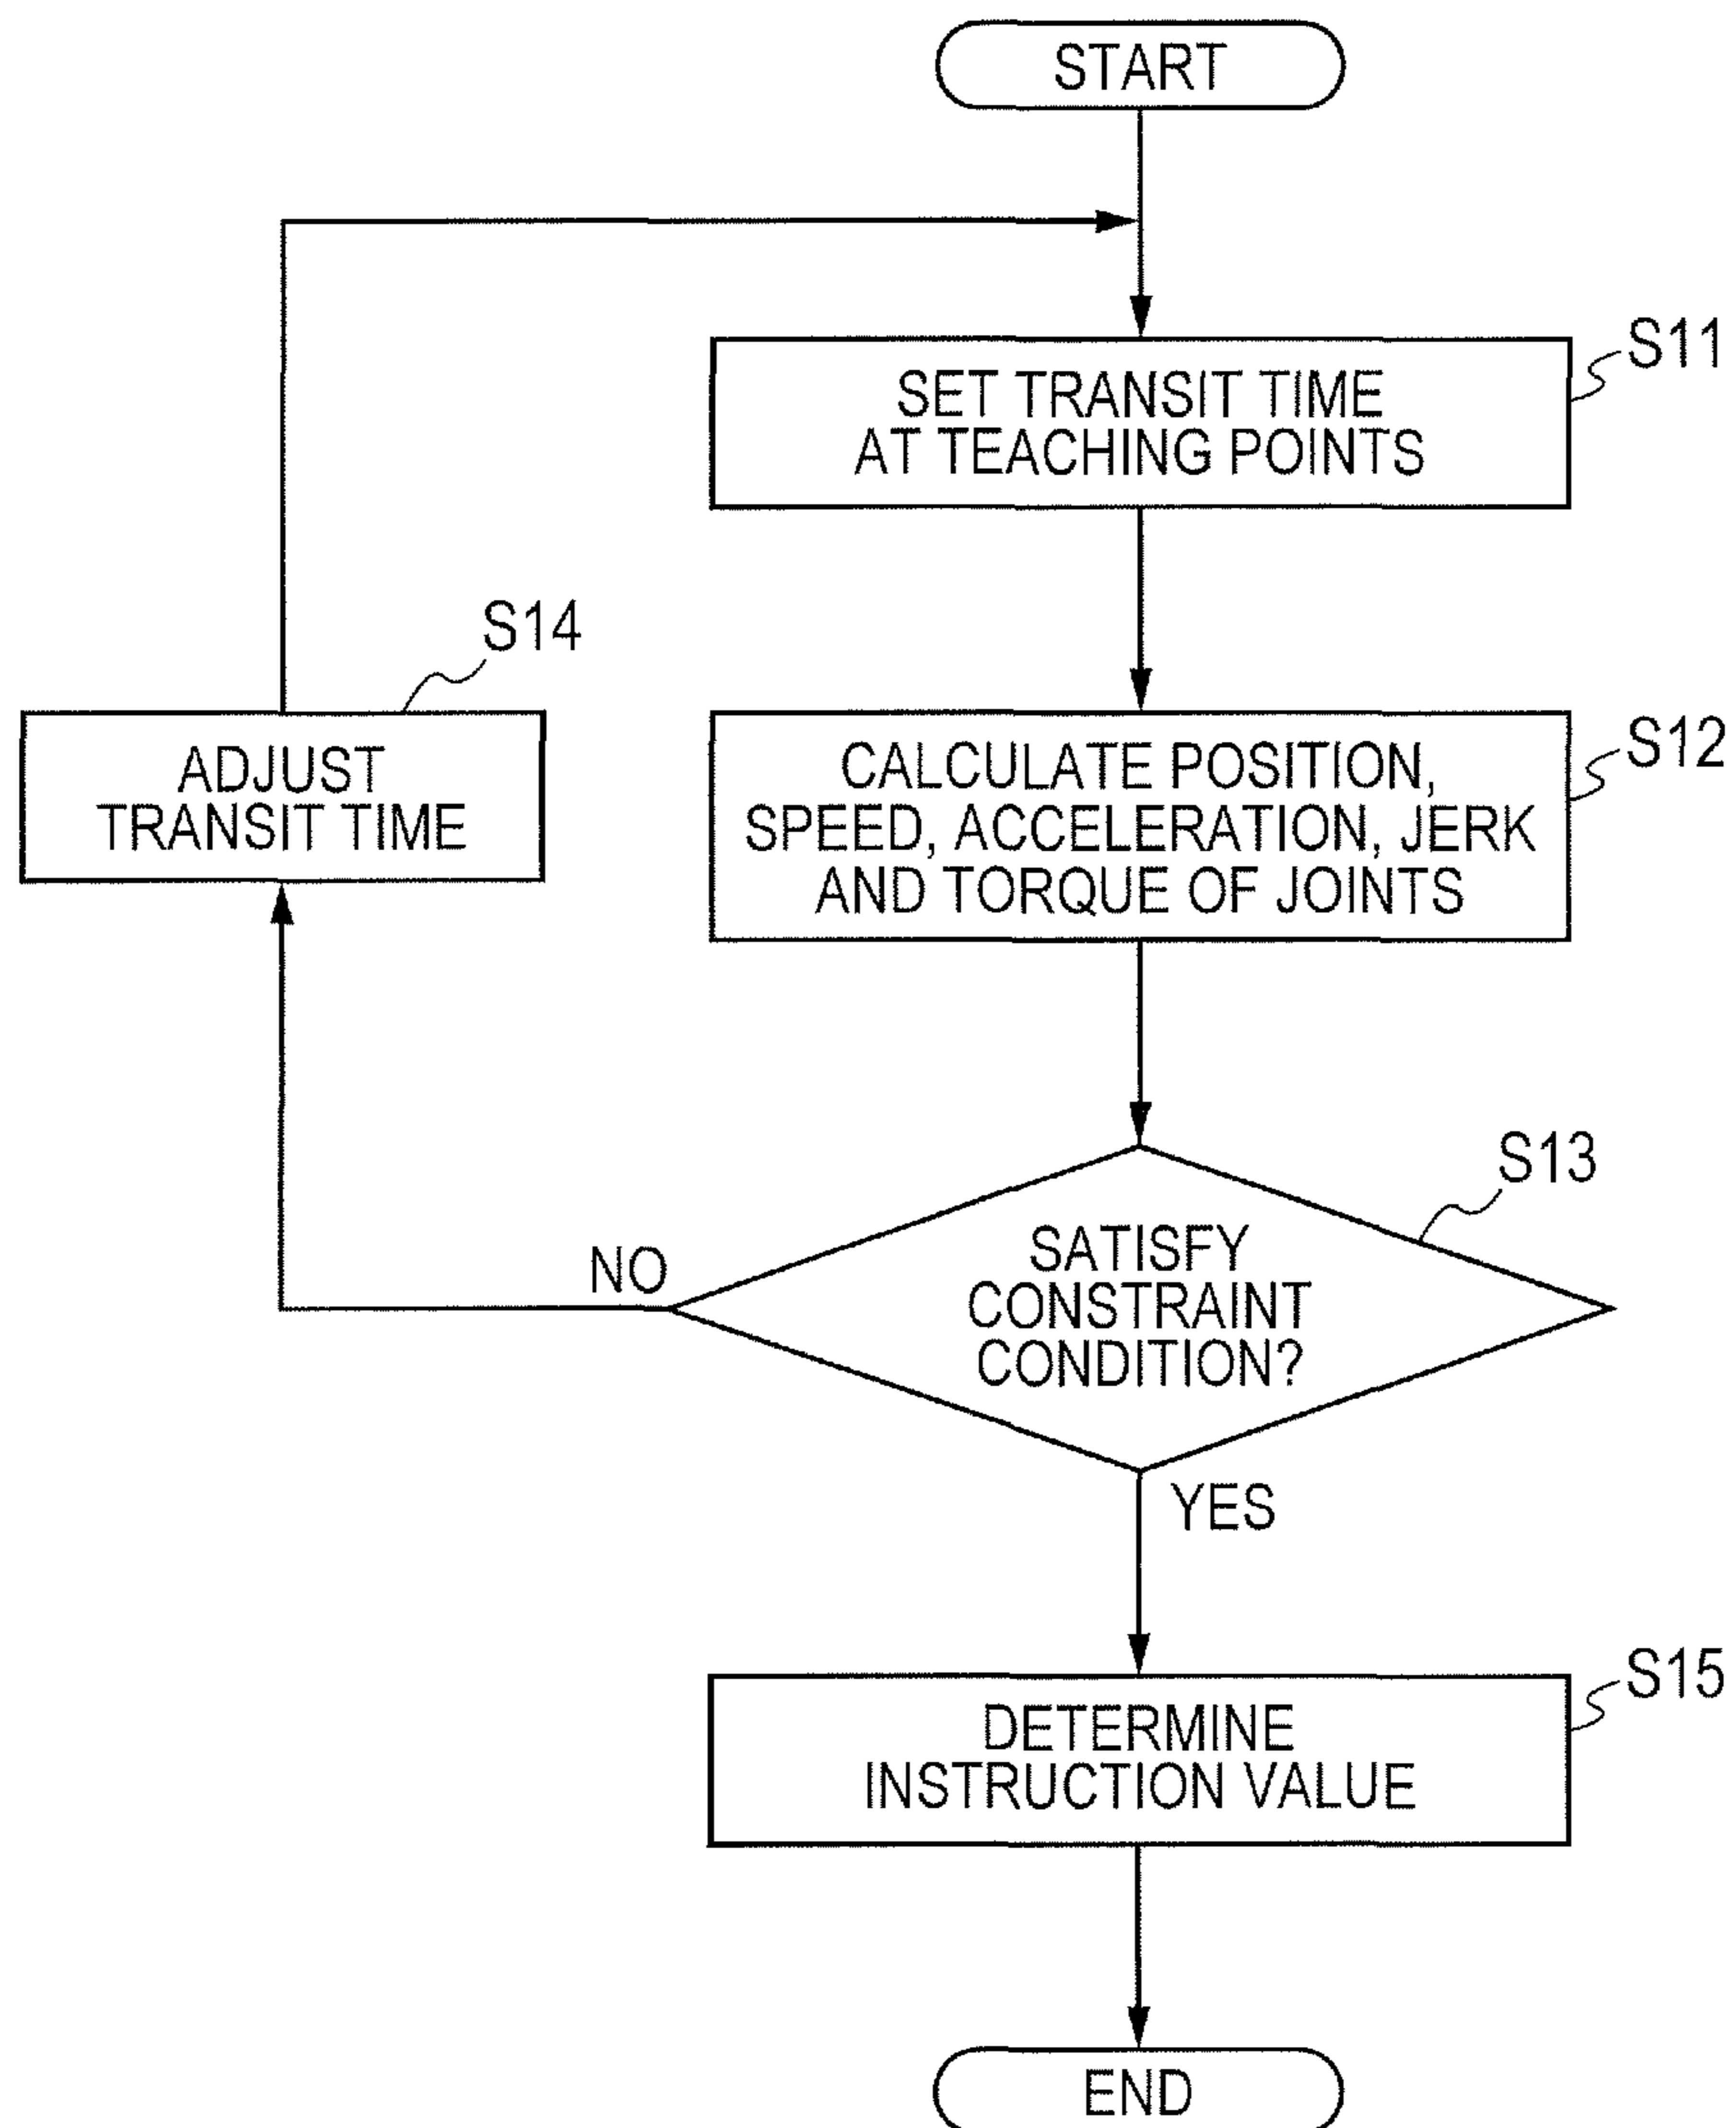 START
S11
SET TRANSIT TIME
AT TEACHING POINTS
S14
ADJUST
TRANSIT TIME
S12
CALCULATE POSITION,
SPEED, ACCELERATION, JERK
AND TORQUE OF JOINTS
S13
NO
SATISFY
CONSTRAINT
CONDITION?
YES
S15
DETERMINE
INSTRUCTION VALUE
END